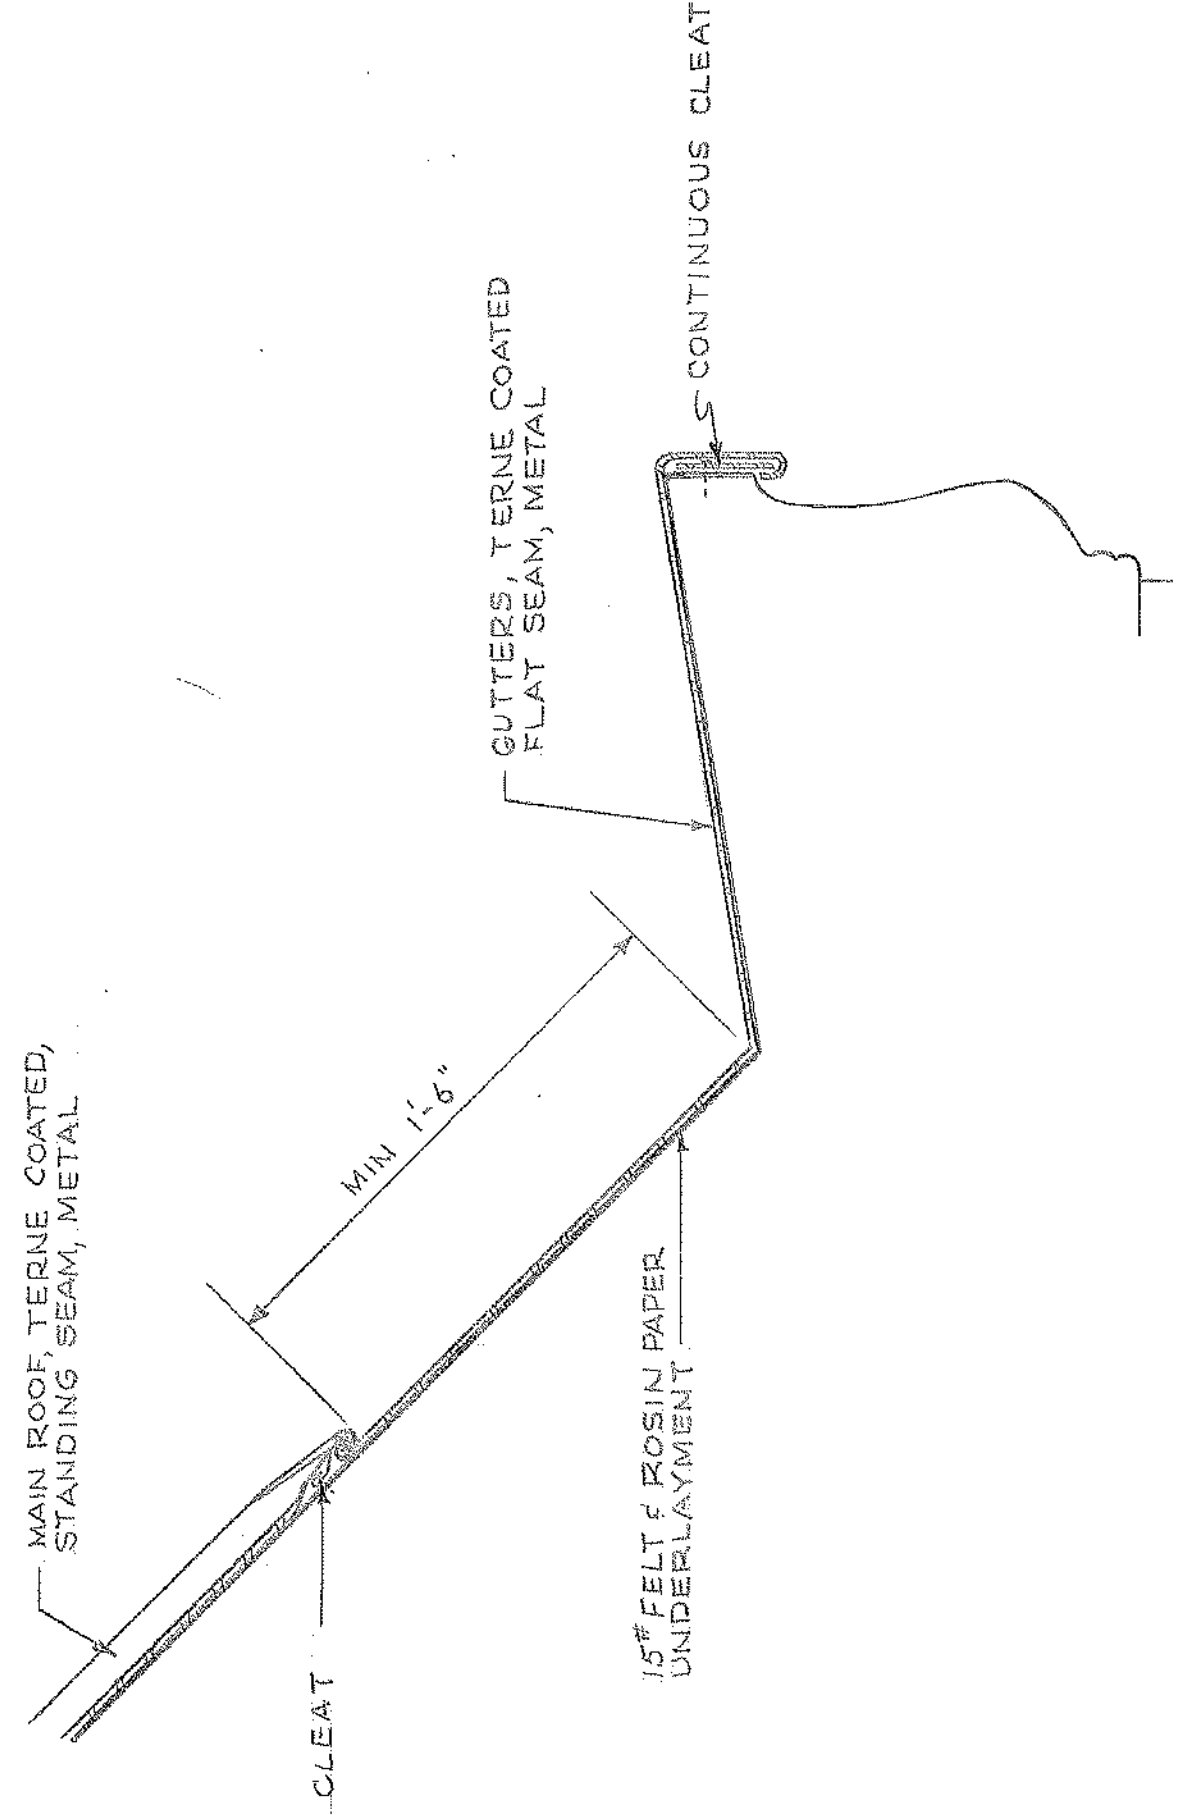 MAIN ROOF, TERNE COATED,
STANDING SEAM, METAL
CLEAT
MIN 1'-6"
GUTTERS, TERNE COATED
FLAT SEAM, METAL
15# FELT & ROSIN PAPER
UNDERLAYMENT
CONTINUOUS CLEAT